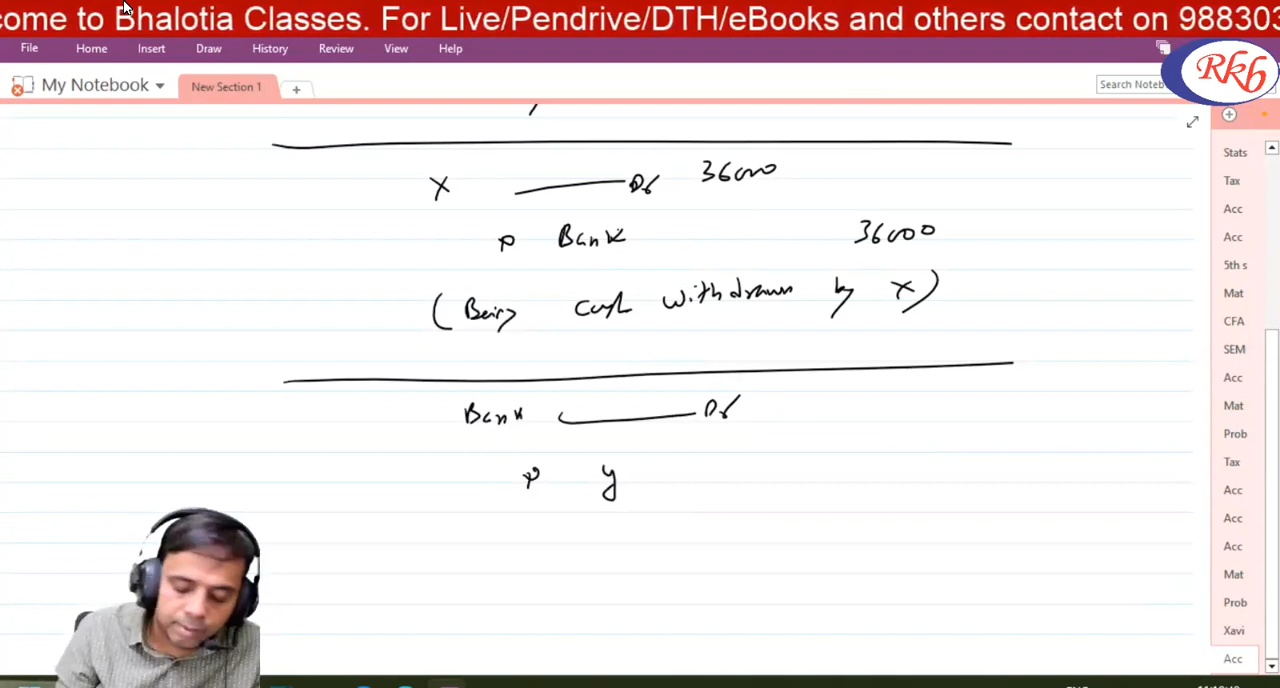 come to Bhalotia Classes. For Live/Pendrive/DTH/eBooks and others contact on 988303
File Home Insert Draw History Review View Help
Rkb
My Notebook New Section 1 + Search Noteb
X Dr 36000
To Bank 36000
(Being cash withdrawn by X)
Bank Dr
To y
Stats
Tax
Acc
Acc
5th s
Mat
CFA
SEM
Acc
Mat
Prob
Tax
Acc
Acc
Acc
Mat
Prob
Xavi
Acc